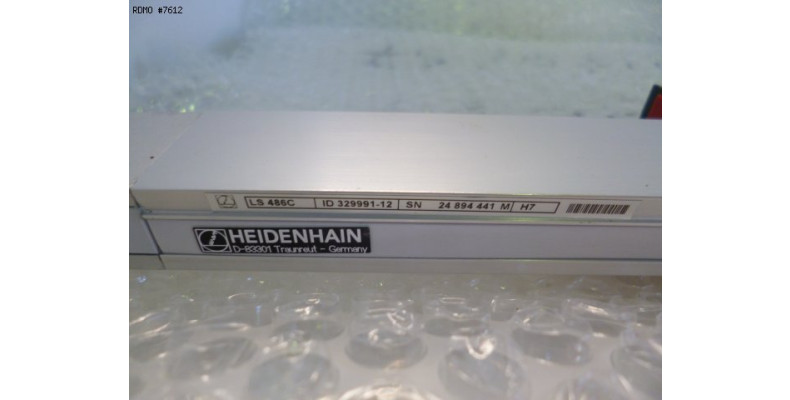 RDMO #7612
LS 486C ID 329991-12 SN 24 894 441 M H7
HEIDENHAIN
D-83301 Traunreut - Germany